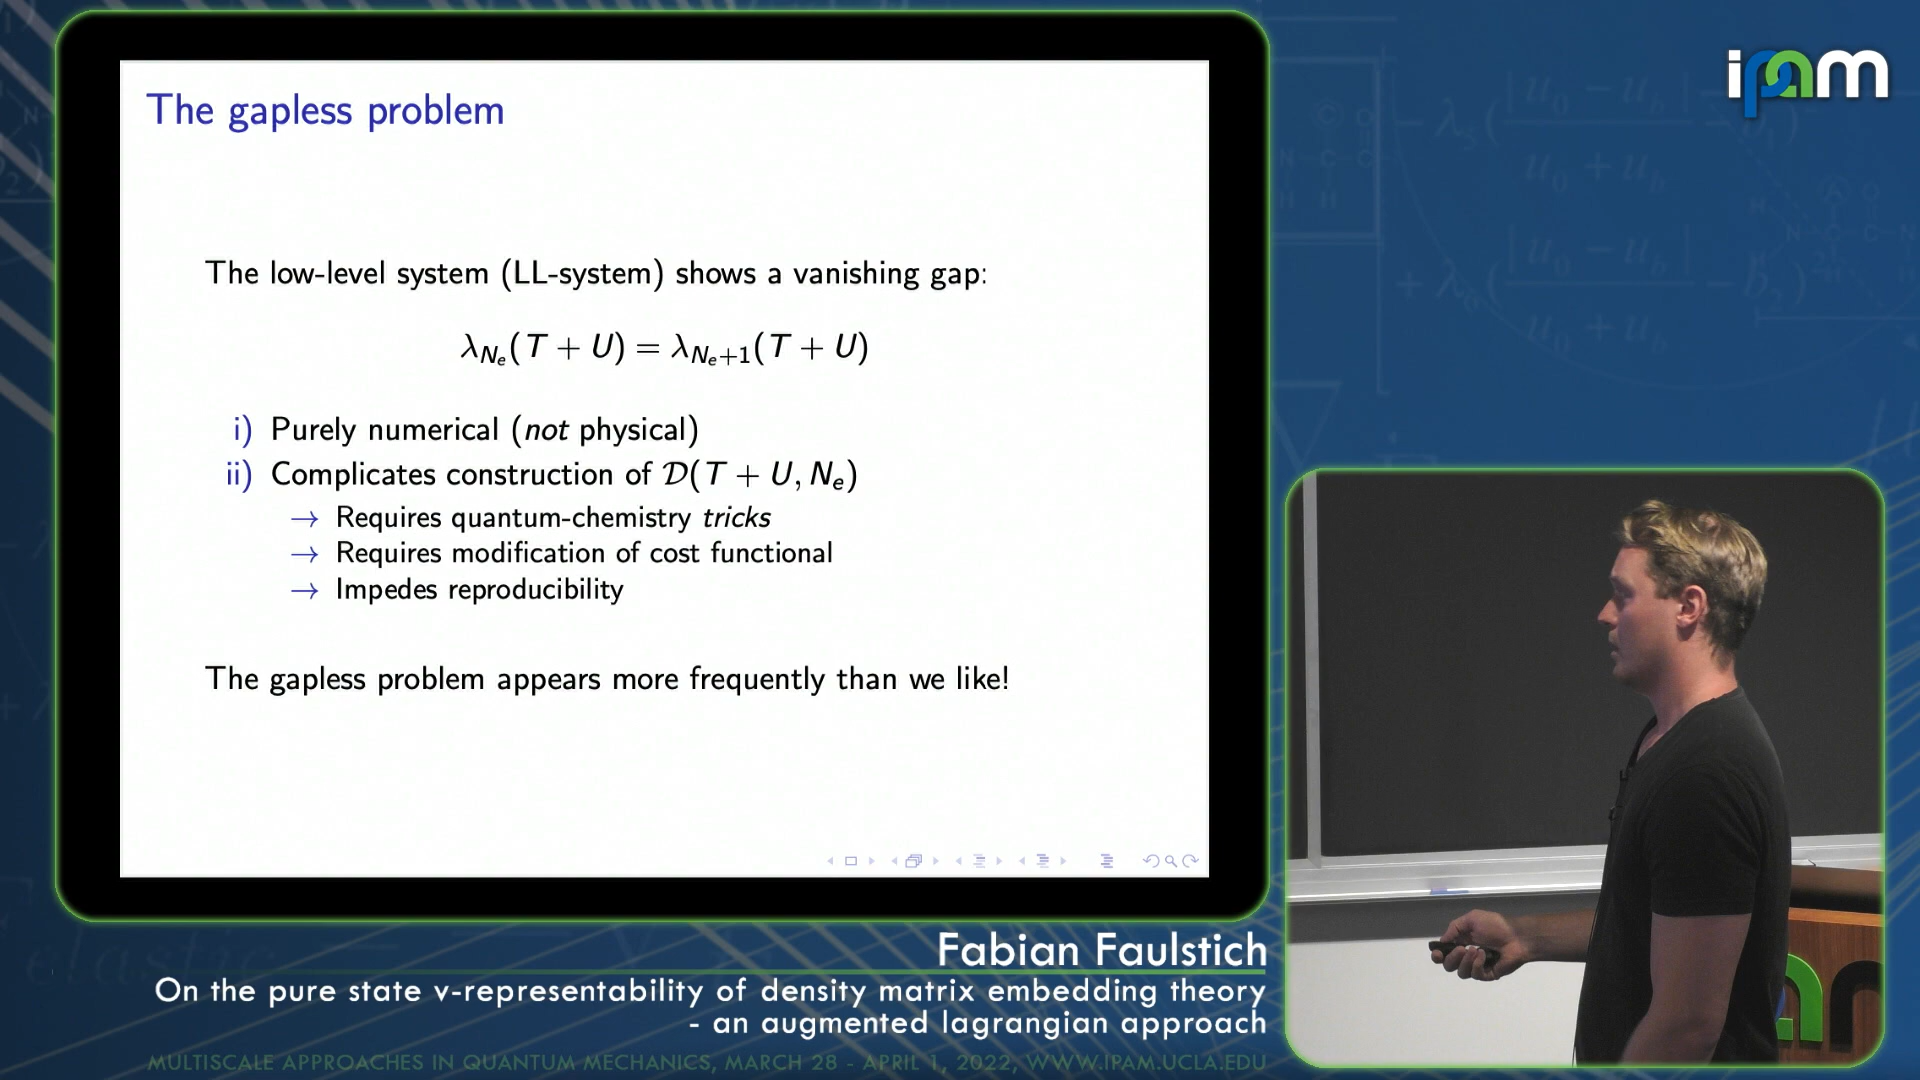 The gapless problem
ipam
The low-level system (LL-system) shows a vanishing gap:
λ_{N_e}(T + U) = λ_{N_e+1}(T + U)
i) Purely numerical (not physical)
ii) Complicates construction of 𝒟(T + U, N_e)
→ Requires quantum-chemistry tricks
→ Requires modification of cost functional
→ Impedes reproducibility
The gapless problem appears more frequently than we like!
Fabian Faulstich
On the pure state v-representability of density matrix embedding theory
- an augmented lagrangian approach
MULTISCALE APPROACHES IN QUANTUM MECHANICS, MARCH 28 - APRIL 1, 2022, WWW.IPAM.UCLA.EDU